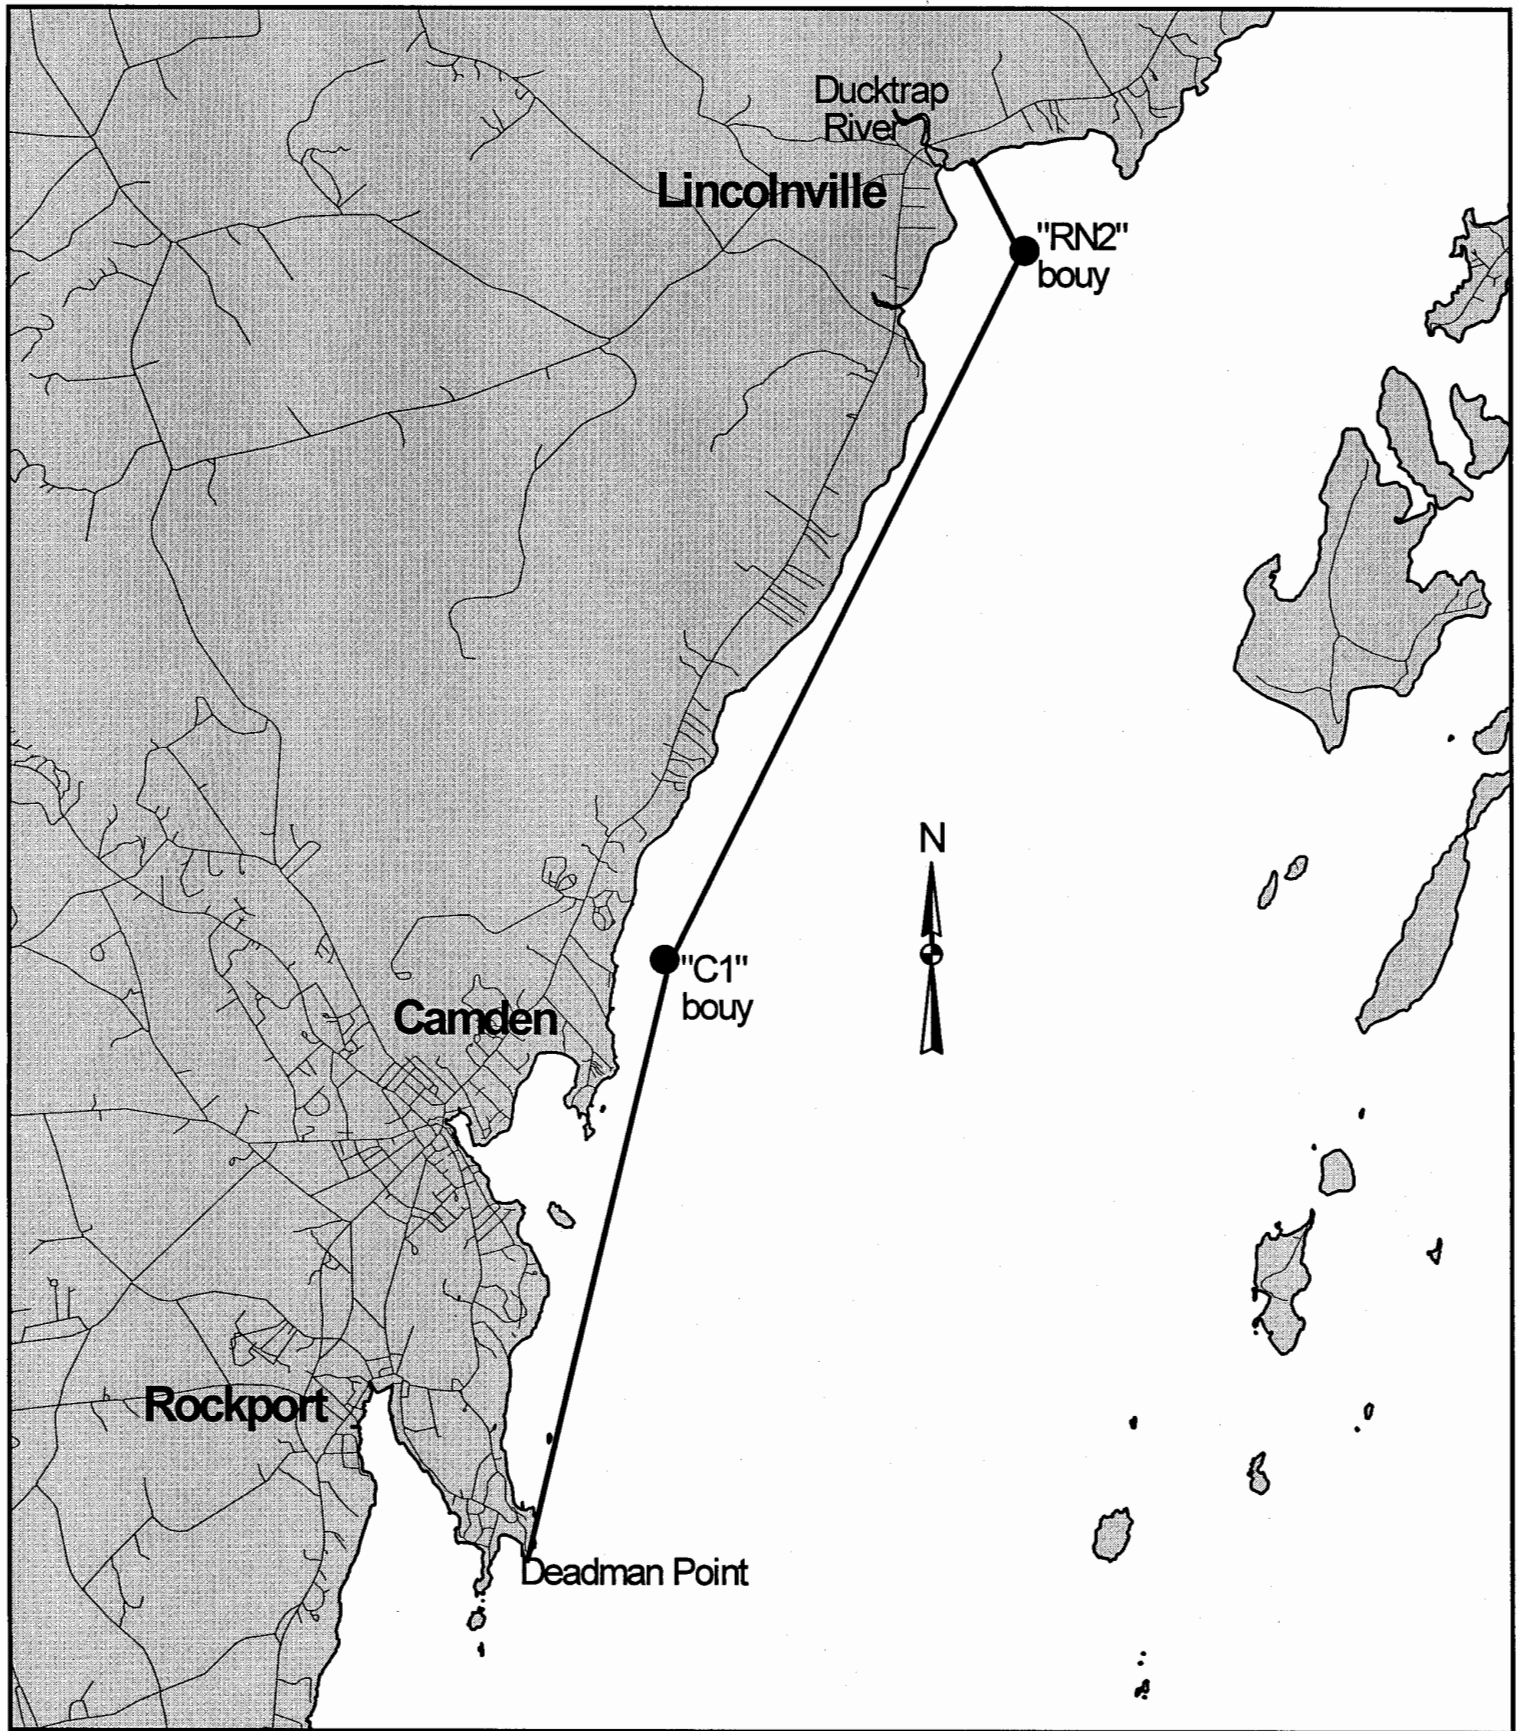 Ducktrap
River
Lincolnville
"RN2"
bouy
N
"C1"
bouy
Camden
Rockport
Deadman Point